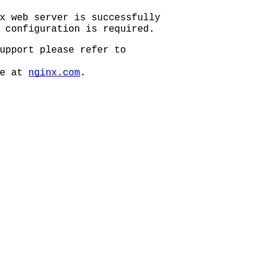 x web server is successfully
configuration is required.
upport please refer to
e at nginx.com.